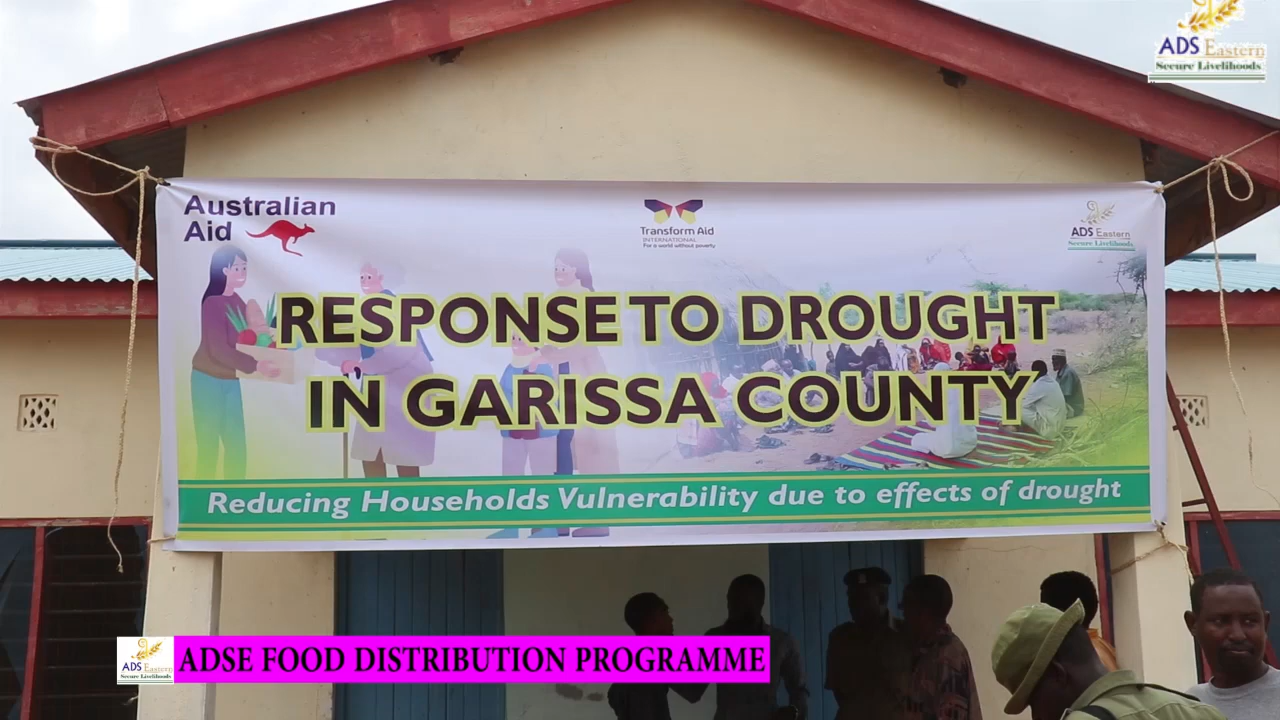 ADS Eastern
Secure Livelihoods
Australian
Aid
Transform Aid
INTERNATIONAL
For a world without poverty
ADS Eastern
Secure Livelihoods
RESPONSE TO DROUGHT
IN GARISSA COUNTY
Reducing Households Vulnerability due to effects of drought
ADS Eastern
Secure Livelihoods
ADSE FOOD DISTRIBUTION PROGRAMME